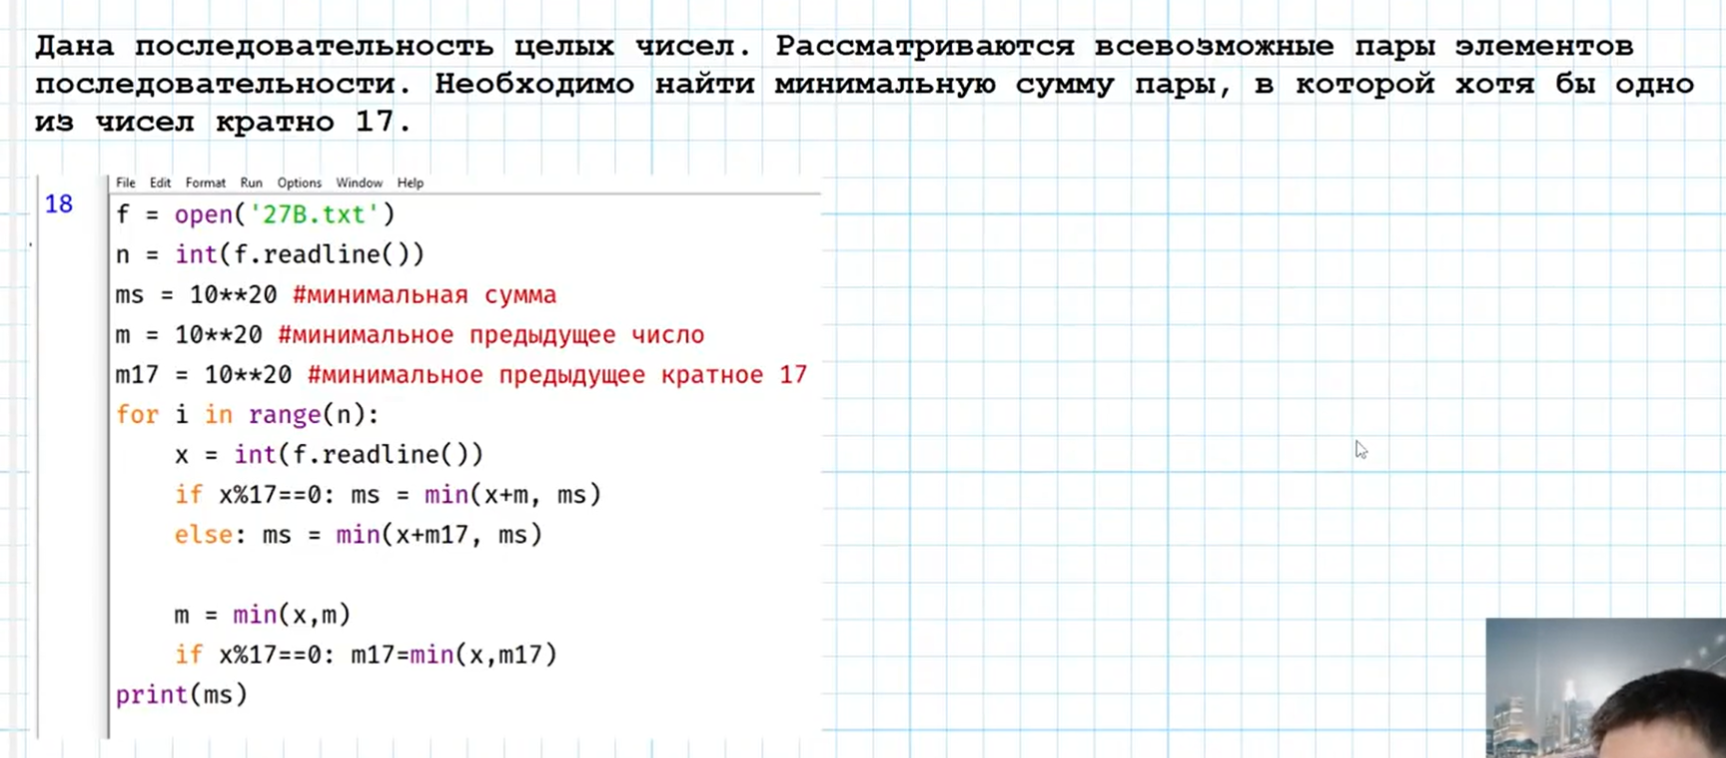 Дана последовательность целых чисел. Рассматриваются всевозможные пары элементов
последовательности. Необходимо найти минимальную сумму пары, в которой хотя бы одно
из чисел кратно 17.
File Edit Format Run Options Window Help
18
f = open('27B.txt')
n = int(f.readline())
ms = 10**20 #минимальная сумма
m = 10**20 #минимальное предыдущее число
m17 = 10**20 #минимальное предыдущее кратное 17
for i in range(n):
    x = int(f.readline())
    if x%17==0: ms = min(x+m, ms)
    else: ms = min(x+m17, ms)
    m = min(x,m)
    if x%17==0: m17=min(x,m17)
print(ms)